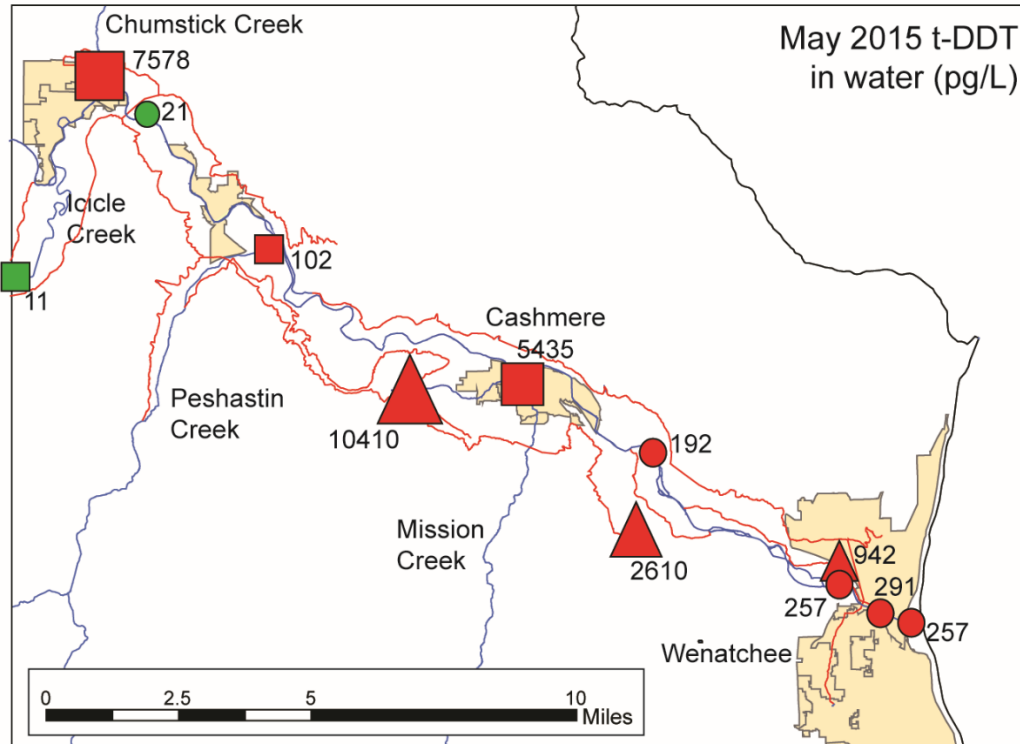 Chumstick Creek
7578
May 2015 t-DDT
in water (pg/L)
21
Icicle
Creek
102
11
Cashmere
5435
Peshastin
Creek
10410
192
Mission
Creek
2610
942
291
257
257
Wenatchee
0
2.5
5
10
Miles